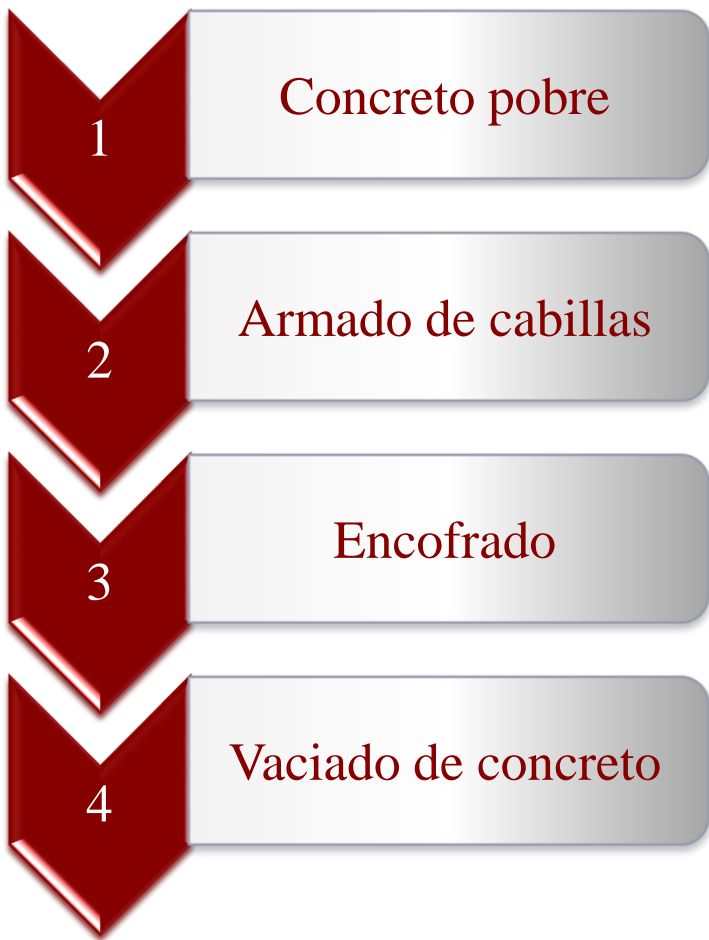 1
Concreto pobre
2
Armado de cabillas
3
Encofrado
4
Vaciado de concreto